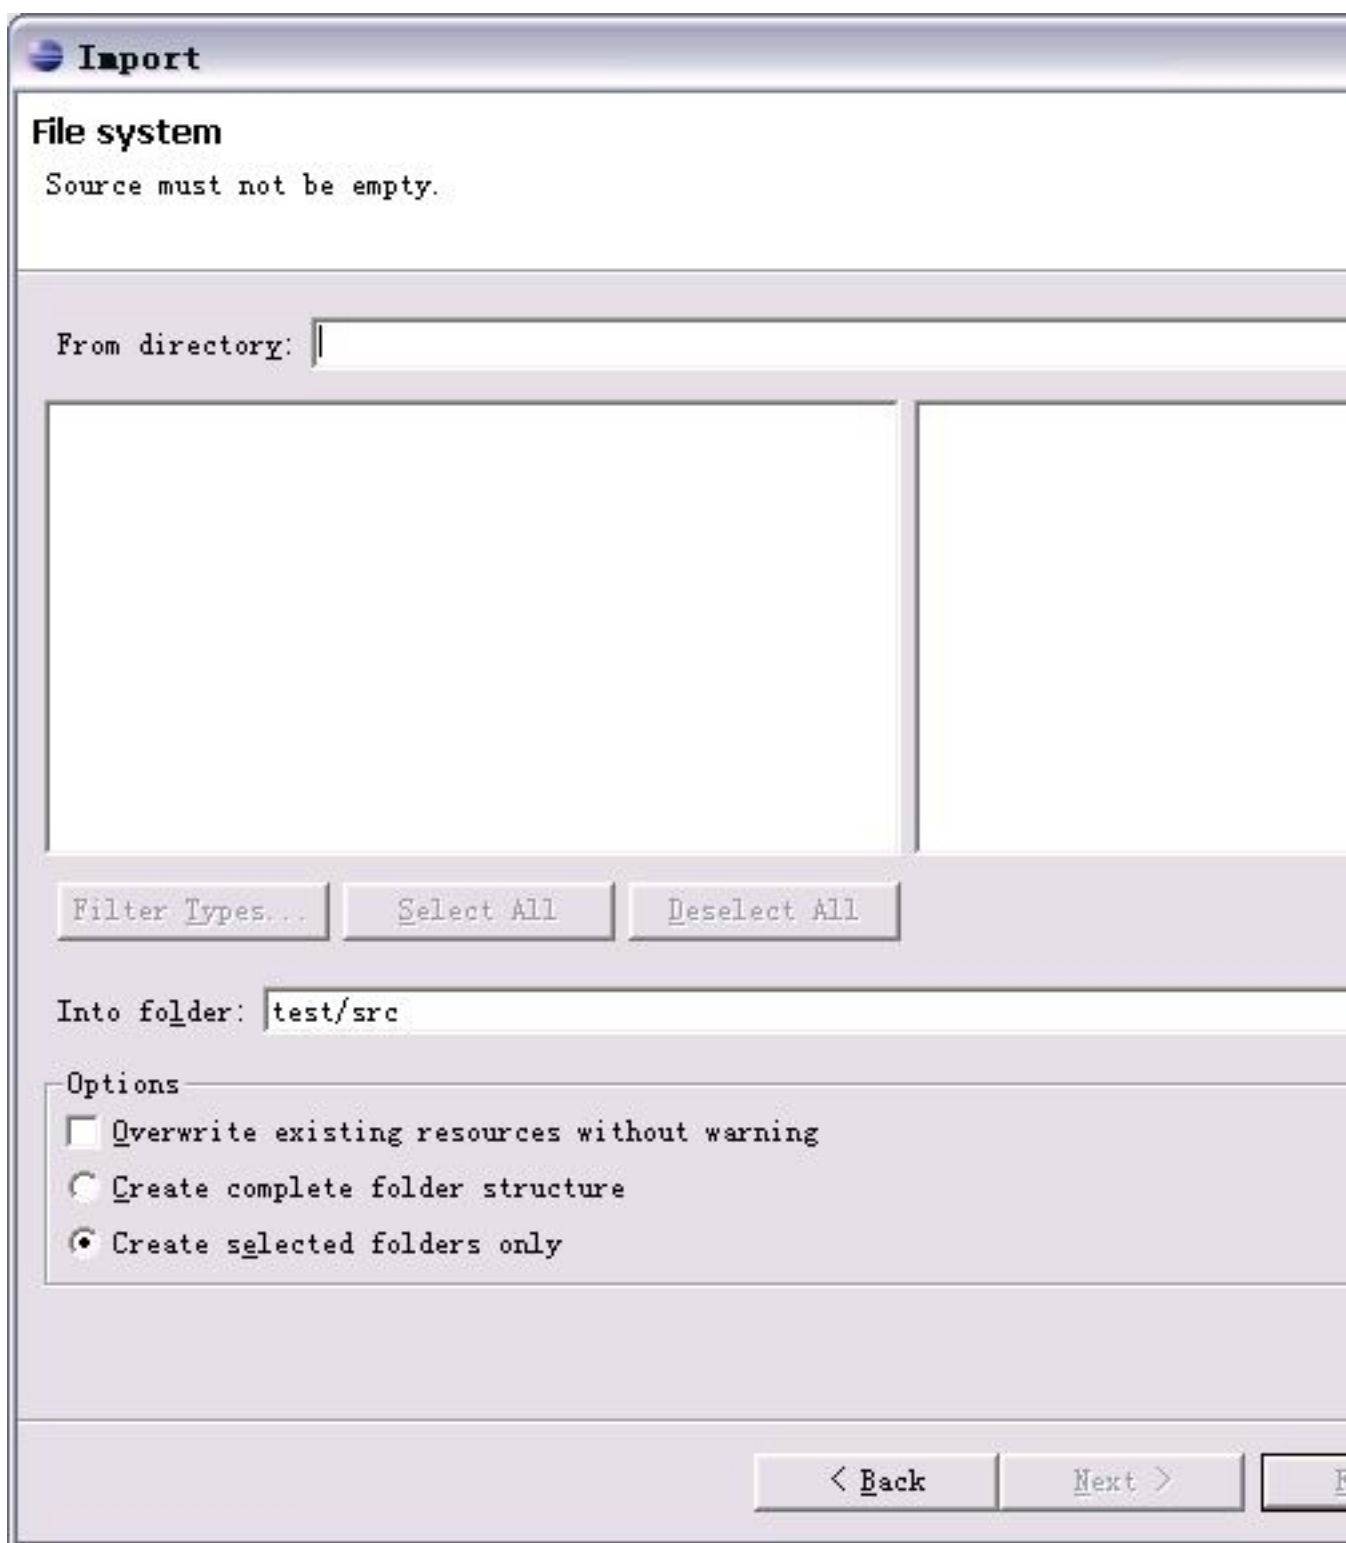 Import
File system
Source must not be empty.
From directory:
Filter Types... Select All Deselect All
Into folder: test/src
Options
Overwrite existing resources without warning
Create complete folder structure
Create selected folders only
< Back Next >